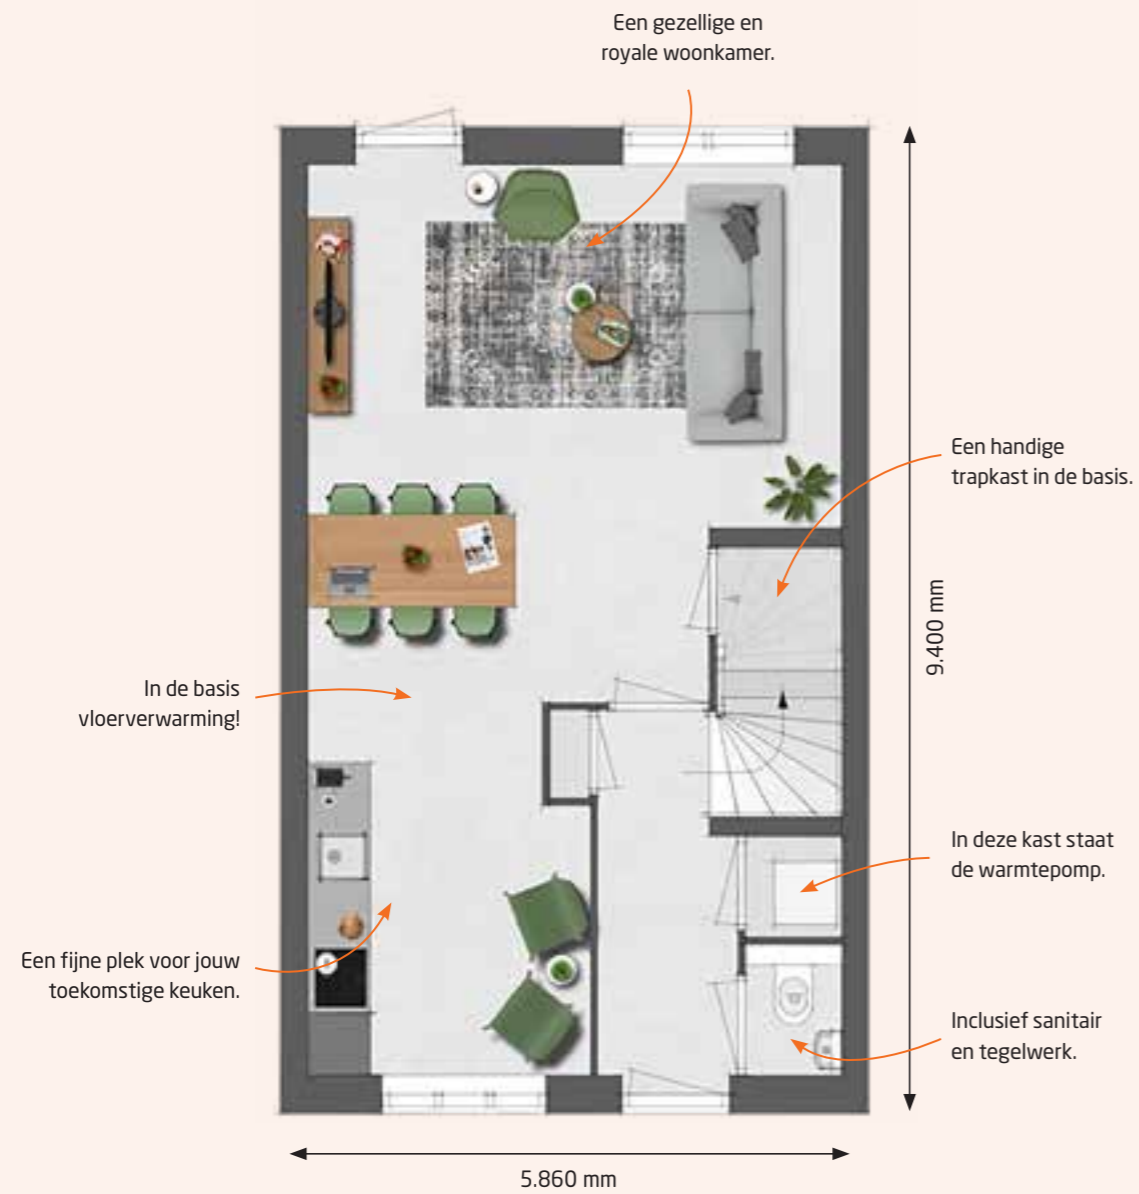 Een gezellige en
royale woonkamer.
Een handige
trapkast in de basis.
9.400 mm
In de basis
vloerverwarming!
In deze kast staat
de warmtepomp.
Een fijne plek voor jouw
toekomstige keuken.
Inclusief sanitair
en tegelwerk.
5.860 mm